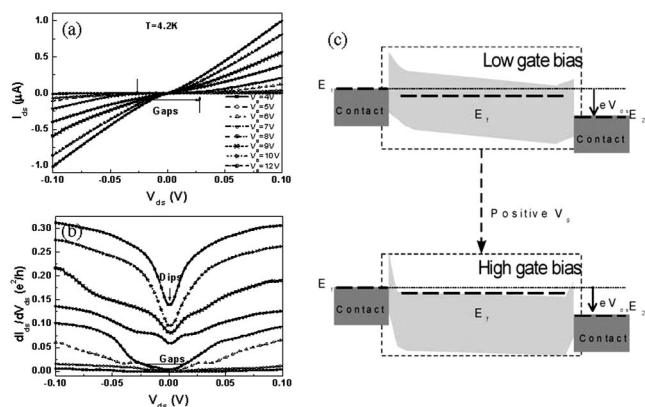 (a)
T=4.2K
I_ds (µA)
1.0
0.5
0.0
-0.5
-1.0
Gaps
V_g=4V
V_g=5V
V_g=6V
V_g=7V
V_g=8V
V_g=9V
V_g=10V
V_g=12V
-0.10 -0.05 0.00 0.05 0.10
V_ds (V)
(b)
dI_ds/dV_ds (e²/h)
0.30
0.25
0.20
0.15
0.10
0.05
0.00
Dips
Gaps
-0.10 -0.05 0.00 0.05 0.10
V_ds (V)
(c)
Low gate bias
E_f
Contact
E_f
eV_ds
E_2
Contact
Positive V_g
High gate bias
Contact
E_f
eV_ds
E_2
Contact